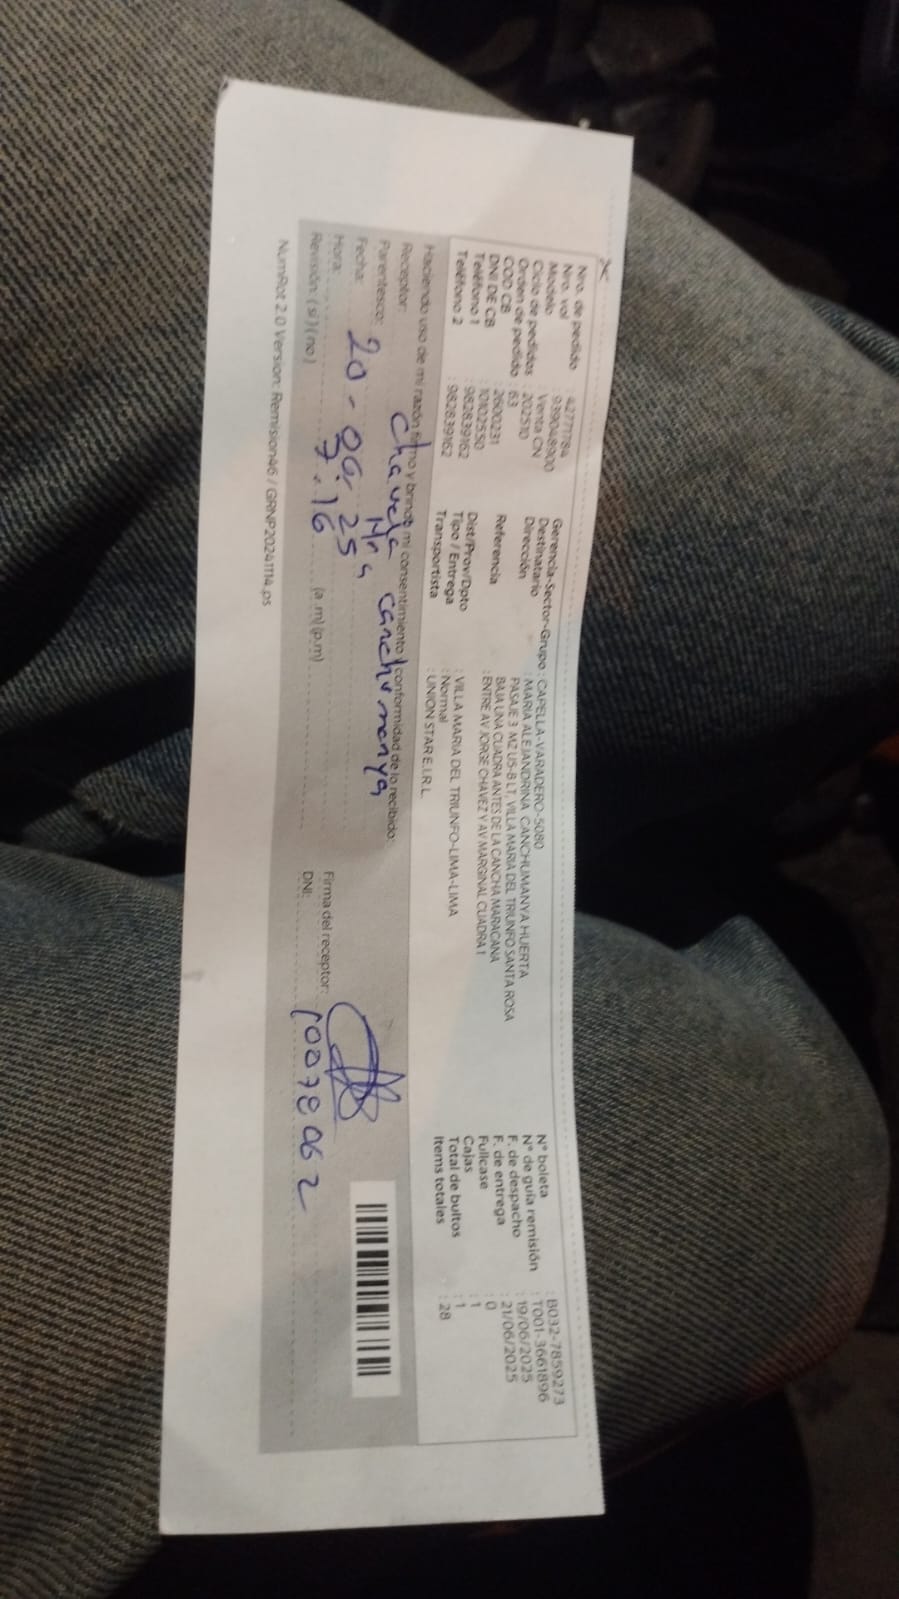 Nro. de pedido : 42771784
Nro. vol : 939048900
Modelo : Venta CN
Ciclo de pedidos : 202510
Orden de pedido : 63
COD CB : 2600231
DNI DE CB : 10102550
Teléfono 1 : 982839162
Teléfono 2 : 982839162
Gerencia-Sector-Grupo : CAPELLA-VARADERO-5080
Destinatario : MARIA ALEJANDRINA CANCHUMANYA HUERTA
Dirección : PASAJE 3 MZ U5-B LT, VILLA MARIA DEL TRIUNFO SANTA ROSA
BAJA UNA CUADRA ANTES DE LA CANCHA MARACANA
Referencia : ENTRE AV JORGE CHAVEZ Y AV MARGINAL CUADRA 1
Dist/Prov/Dpto : VILLA MARIA DEL TRIUNFO-LIMA-LIMA
Tipo / Entrega : Normal
Transportista : UNION STAR E.I.R.L.
N° boleta : B032-7859273
N° de guía remisión : T001-3661896
F. de despacho : 19/06/2025
F. de entrega : 21/06/2025
Fullcase : 0
Cajas : 1
Total de bultos : 1
Items totales : 28
Haciendo uso de mi razón firmo y brindo mi consentimiento y conformidad de lo recibido:
Receptor: chavela canchumanya
Parentesco:
Fecha: 20-06-25
Hora: 7:16 (a.m) (p.m)
Revisión: (si) (no)
Firma del receptor:
DNI: 10078062
NumRot 2.0 Version: Remision46 / GRNP20241114.ps